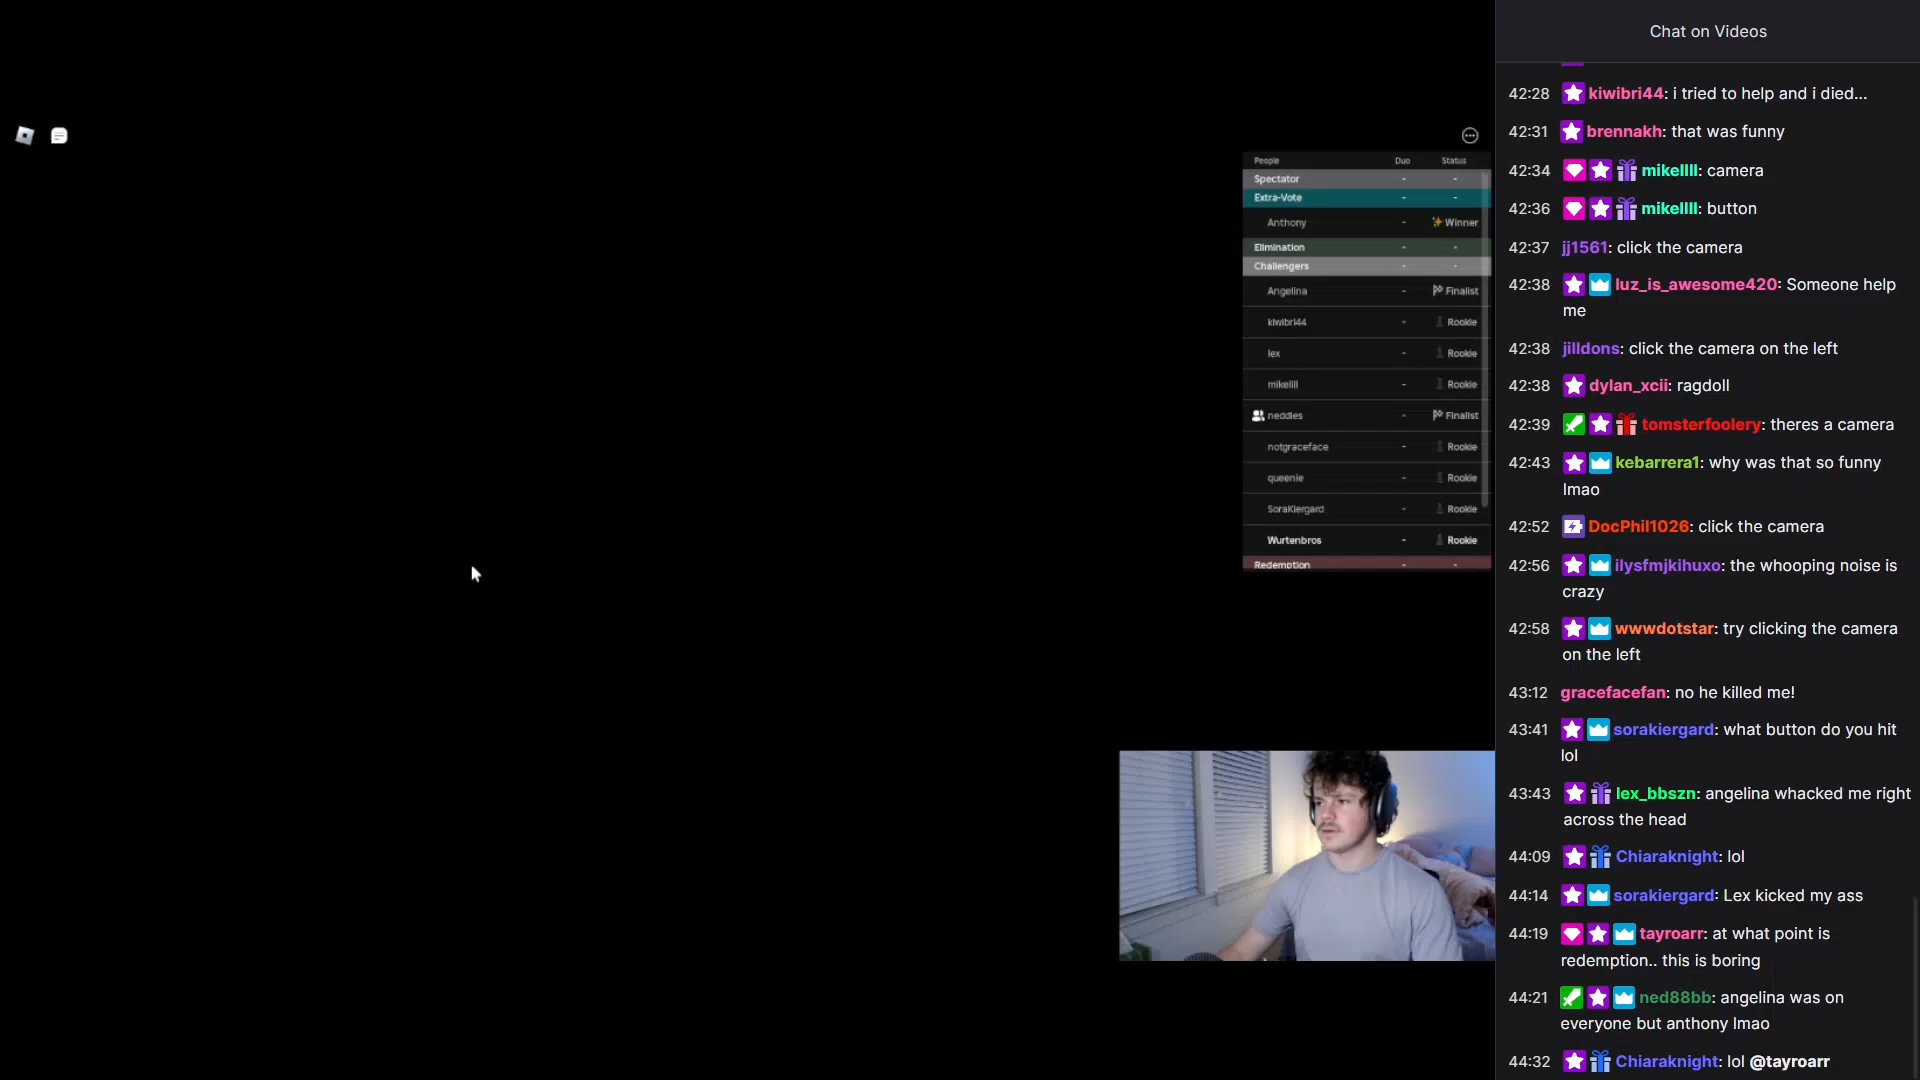 People Duo Status
Spectator - -
Extra-Vote - -
Anthony - ✨ Winner
Elimination - -
Challengers - -
Angelina - Finalist
kiwibri44 - Rookie
lex - Rookie
mikellll - Rookie
neddles - Finalist
notgraceface - Rookie
queenie - Rookie
SoraKiergard - Rookie
Wurtenbros - Rookie
Redemption - -
Chat on Videos
42:28 kiwibri44: i tried to help and i died...
42:31 brennakh: that was funny
42:34 mikellll: camera
42:36 mikellll: button
42:37 jj1561: click the camera
42:38 luz_is_awesome420: Someone help
me
42:38 jilldons: click the camera on the left
42:38 dylan_xcii: ragdoll
42:39 tomsterfoolery: theres a camera
42:43 kebarrera1: why was that so funny
lmao
42:52 DocPhil1026: click the camera
42:56 ilysfmjkihuxo: the whooping noise is
crazy
42:58 wwwdotstar: try clicking the camera
on the left
43:12 gracefacefan: no he killed me!
43:41 sorakiergard: what button do you hit
lol
43:43 lex_bbszn: angelina whacked me right
across the head
44:09 Chiaraknight: lol
44:14 sorakiergard: Lex kicked my ass
44:19 tayroarr: at what point is
redemption.. this is boring
44:21 ned88bb: angelina was on
everyone but anthony lmao
44:32 Chiaraknight: lol @tayroarr